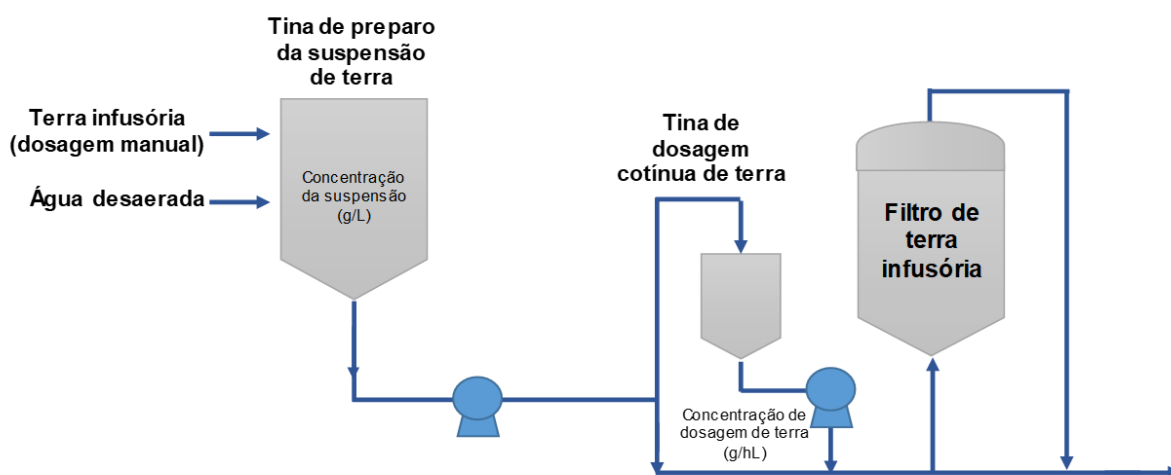 Tina de preparo
da suspensão
de terra
Terra infusória
(dosagem manual)
Água desaerada
Concentração
da suspensão
(g/L)
Tina de
dosagem
cotínua de terra
Concentração de
dosagem de terra
(g/hL)
Filtro de
terra
infusória